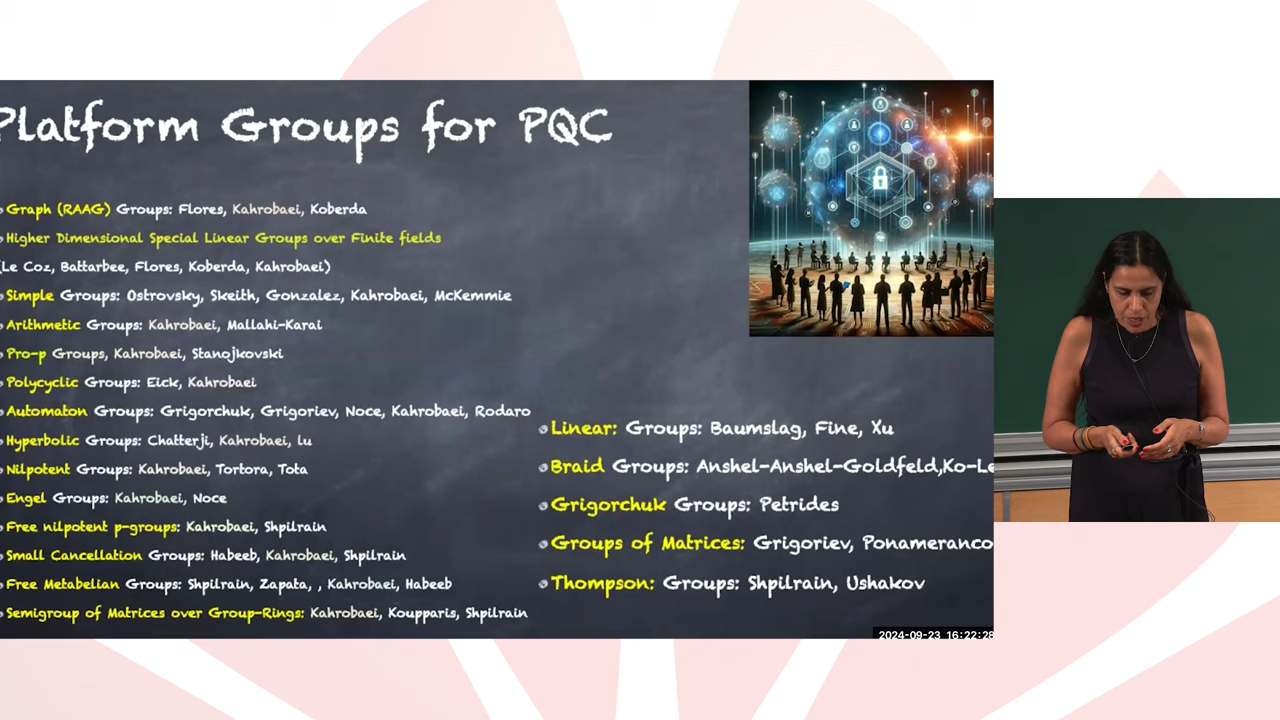 Platform Groups for PQC
Graph (RAAG) Groups: Flores, Kahrobaei, Koberda
Higher Dimensional Special Linear Groups over Finite fields
(Le Coz, Battarbee, Flores, Koberda, Kahrobaei)
Simple Groups: Ostrovsky, Skeith, Gonzalez, Kahrobaei, McKemmie
Arithmetic Groups: Kahrobaei, Mallahi-Karai
Pro-p Groups, Kahrobaei, Stanojkovski
Polycyclic Groups: Eick, Kahrobaei
Automaton Groups: Grigorchuk, Grigoriev, Noce, Kahrobaei, Rodaro
Hyperbolic Groups: Chatterji, Kahrobaei, lu
Nilpotent Groups: Kahrobaei, Tortora, Tota
Engel Groups: Kahrobaei, Noce
Free nilpotent p-groups: Kahrobaei, Shpilrain
Small Cancellation Groups: Habeeb, Kahrobaei, Shpilrain
Free Metabelian Groups: Shpilrain, Zapata, , Kahrobaei, Habeeb
Semigroup of Matrices over Group-Rings: Kahrobaei, Koupparis, Shpilrain
Linear: Groups: Baumslag, Fine, Xu
Braid Groups: Anshel-Anshel-Goldfeld,Ko-Le
Grigorchuk Groups: Petrides
Groups of Matrices: Grigoriev, Ponamaranco
Thompson: Groups: Shpilrain, Ushakov
2024-09-23 16:22:28